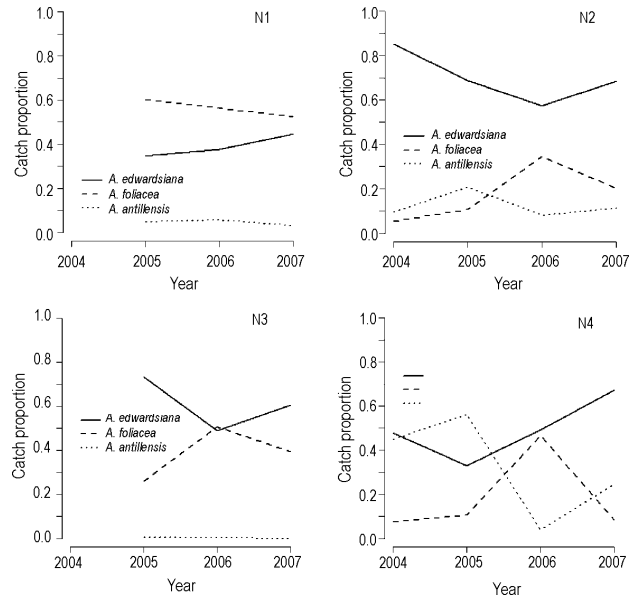 N1
Catch proportion
1.0
0.8
0.6
0.4
0.2
0.0
A. edwardsiana
A. foliacea
A. antillensis
2004 2005 2006 2007
Year
N2
Catch proportion
1.0
0.8
0.6
0.4
0.2
0.0
A. edwardsiana
A. foliacea
A. antillensis
2004 2005 2006 2007
Year
N3
Catch proportion
1.0
0.8
0.6
0.4
0.2
0.0
A. edwardsiana
A. foliacea
A. antillensis
2004 2005 2006 2007
Year
N4
Catch proportion
1.0
0.8
0.6
0.4
0.2
0.0
2004 2005 2006 2007
Year